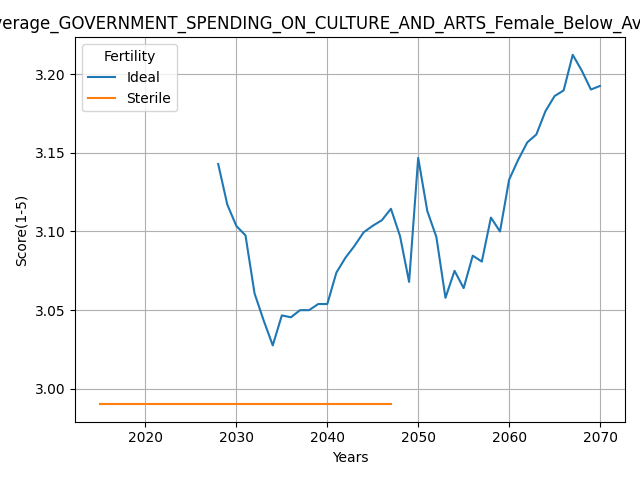 verage_GOVERNMENT_SPENDING_ON_CULTURE_AND_ARTS_Female_Below_Av
Fertility
Ideal
Sterile
Score(1-5)
3.20
3.15
3.10
3.05
3.00
2020 2030 2040 2050 2060 2070
Years